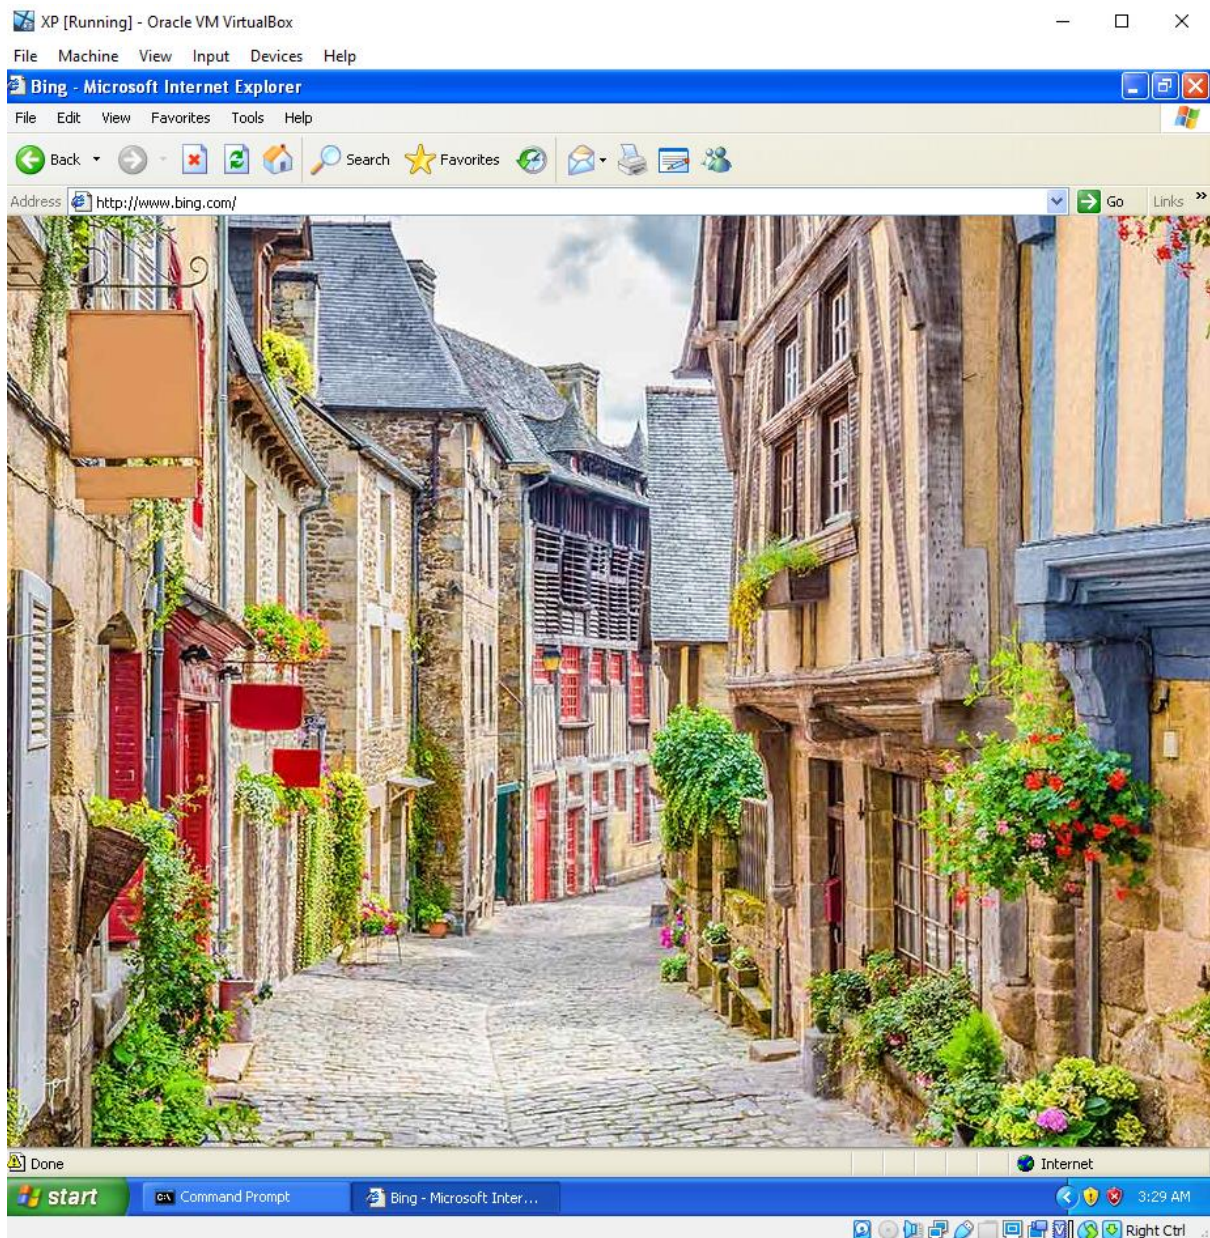 XP [Running] - Oracle VM VirtualBox
File Machine View Input Devices Help
Bing - Microsoft Internet Explorer
File Edit View Favorites Tools Help
Back Search Favorites
Address http://www.bing.com/ Go Links »
Done Internet
start Command Prompt Bing - Microsoft Inter... 3:29 AM
Right Ctrl